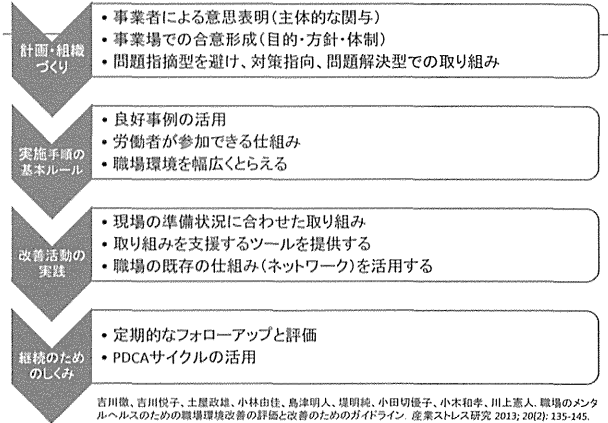 計画・組織
づくり
• 事業者による意思表明（主体的な関与）
• 事業場での合意形成（目的・方針・体制）
• 問題指摘型を避け、対策指向、問題解決型での取り組み
実施手順の
基本ルール
• 良好事例の活用
• 労働者が参加できる仕組み
• 職場環境を幅広くとらえる
改善活動の
実践
• 現場の準備状況に合わせた取り組み
• 取り組みを支援するツールを提供する
• 職場の既存の仕組み（ネットワーク）を活用する
継続のため
のしくみ
• 定期的なフォローアップと評価
• PDCAサイクルの活用
吉川徹、吉川悦子、土屋政雄、小林由佳、島津明人、堤明純、小田切優子、小木和孝、川上憲人. 職場のメンタ
ルヘルスのための職場環境改善の評価と改善のためのガイドライン. 産業ストレス研究 2013; 20(2): 135-145.